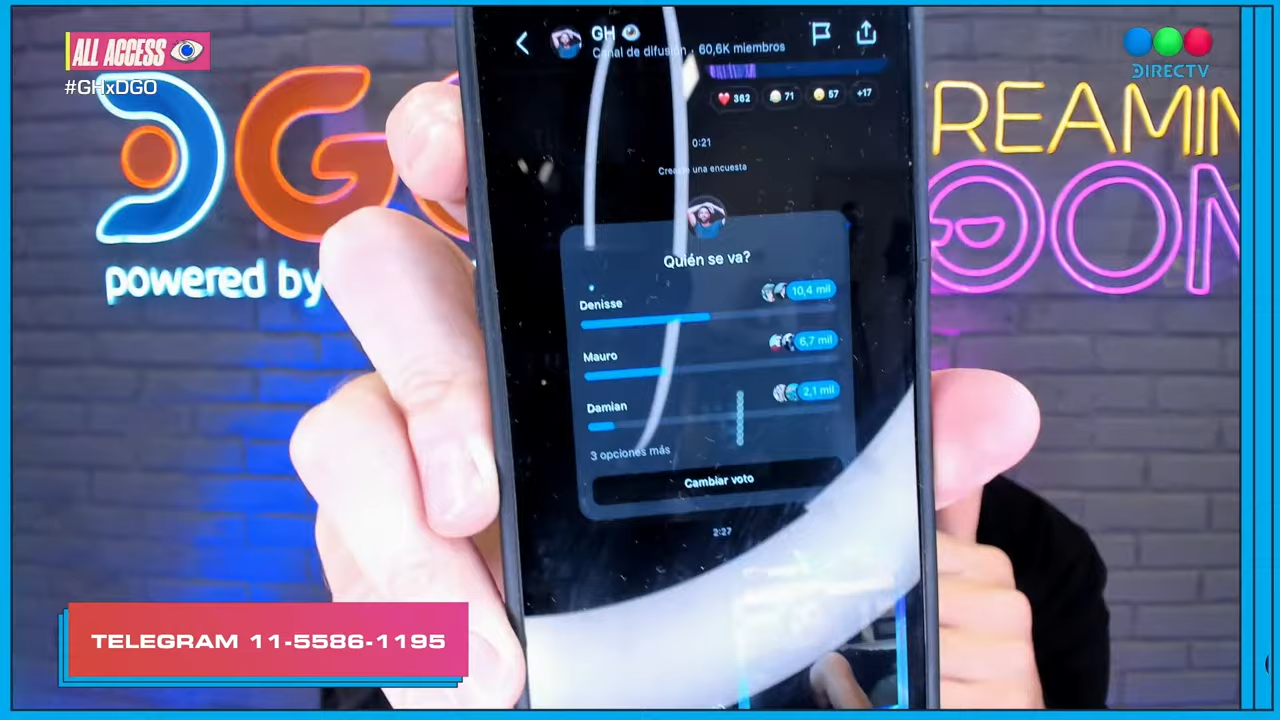 ALL ACCESS
#GHxDGO
DIRECTV
DGO
powered by
STREAMIN
ROOM
GH
Canal de difusión · 60,6K miembros
362
71
57
+17
0:21
Creaste una encuesta
Quién se va?
Denisse
10,4 mil
Mauro
6,7 mil
Damian
2,1 mil
3 opciones más
Cambiar voto
2:27
TELEGRAM 11-5586-1195